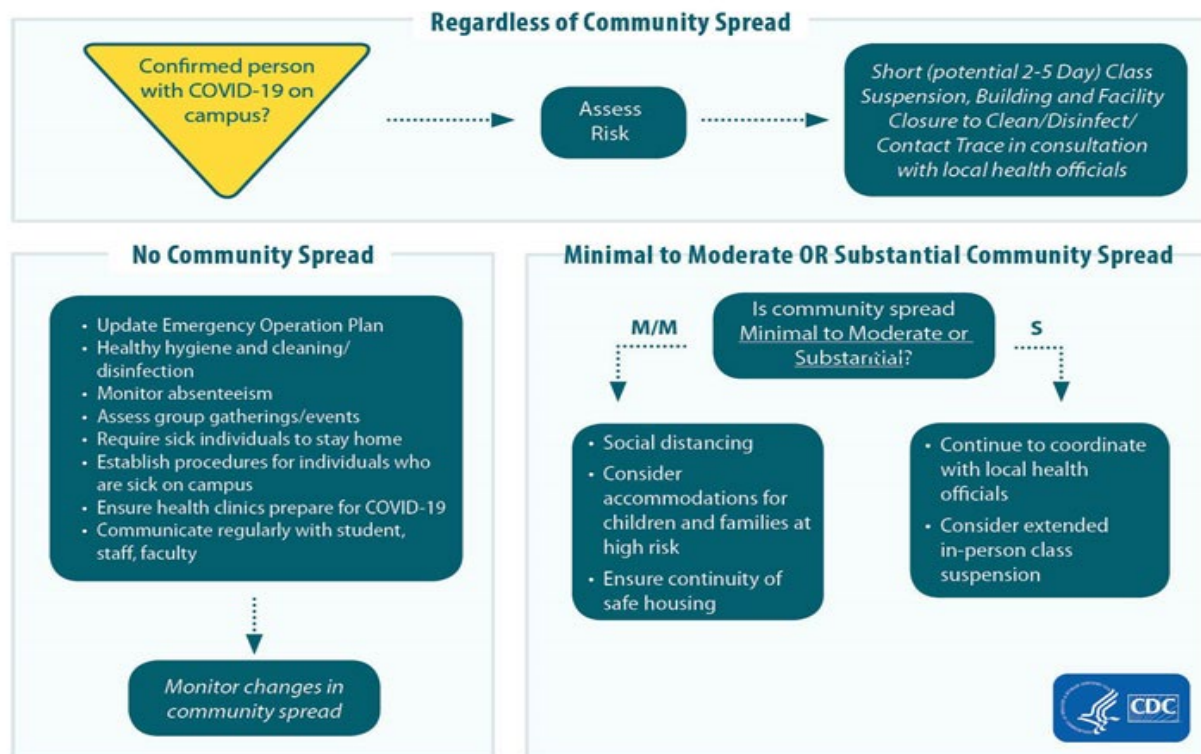 Regardless of Community Spread
Confirmed person
with COVID-19 on
campus?
Assess
Risk
Short (potential 2-5 Day) Class
Suspension, Building and Facility
Closure to Clean/Disinfect/
Contact Trace in consultation
with local health officials
No Community Spread
• Update Emergency Operation Plan
• Healthy hygiene and cleaning/
disinfection
• Monitor absenteeism
• Assess group gatherings/events
• Require sick individuals to stay home
• Establish procedures for individuals who
are sick on campus
• Ensure health clinics prepare for COVID-19
• Communicate regularly with student,
staff, faculty
Monitor changes in
community spread
Minimal to Moderate OR Substantial Community Spread
Is community spread
Minimal to Moderate or
Substantial?
M/M
S
• Social distancing
• Consider
accommodations for
children and families at
high risk
• Ensure continuity of
safe housing
• Continue to coordinate
with local health
officials
• Consider extended
in-person class
suspension
CDC